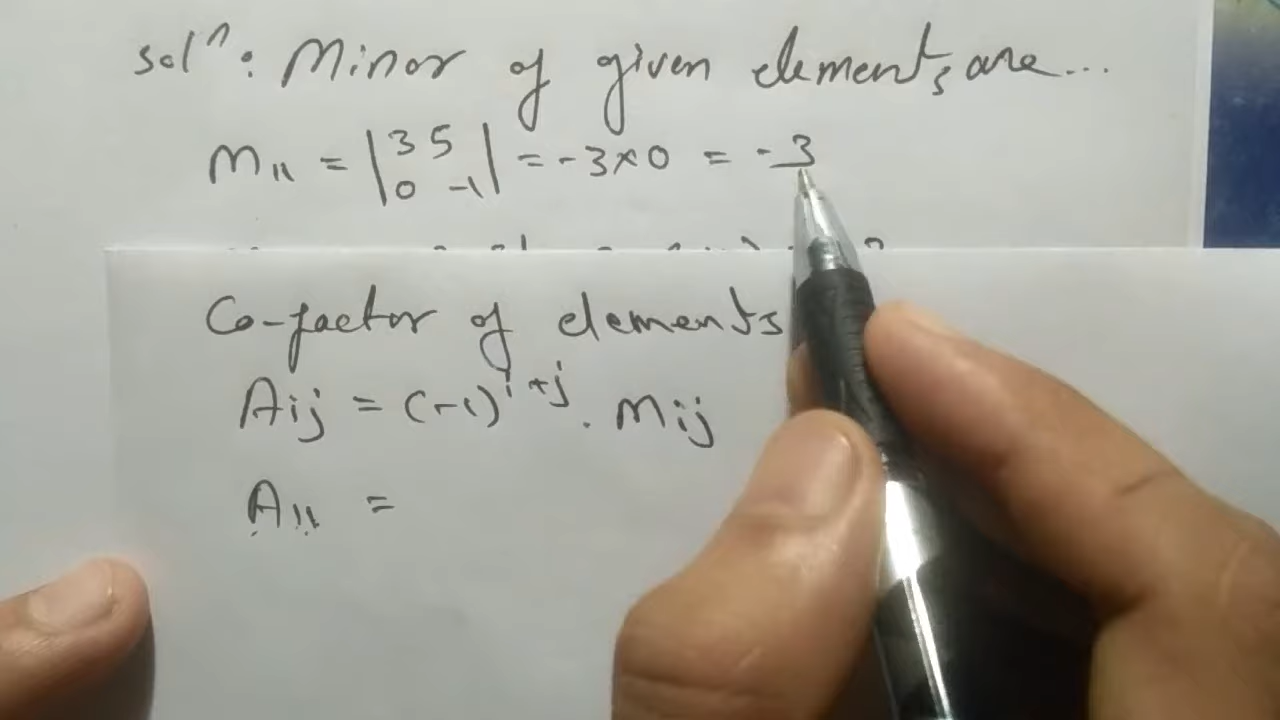 solⁿ: Minor of given elements are...
M₁₁ = |3 5; 0 -1| = -3×0 = -3
Co-factor of elements
Aij = (-1)^i+j . Mij
A₁₁ =